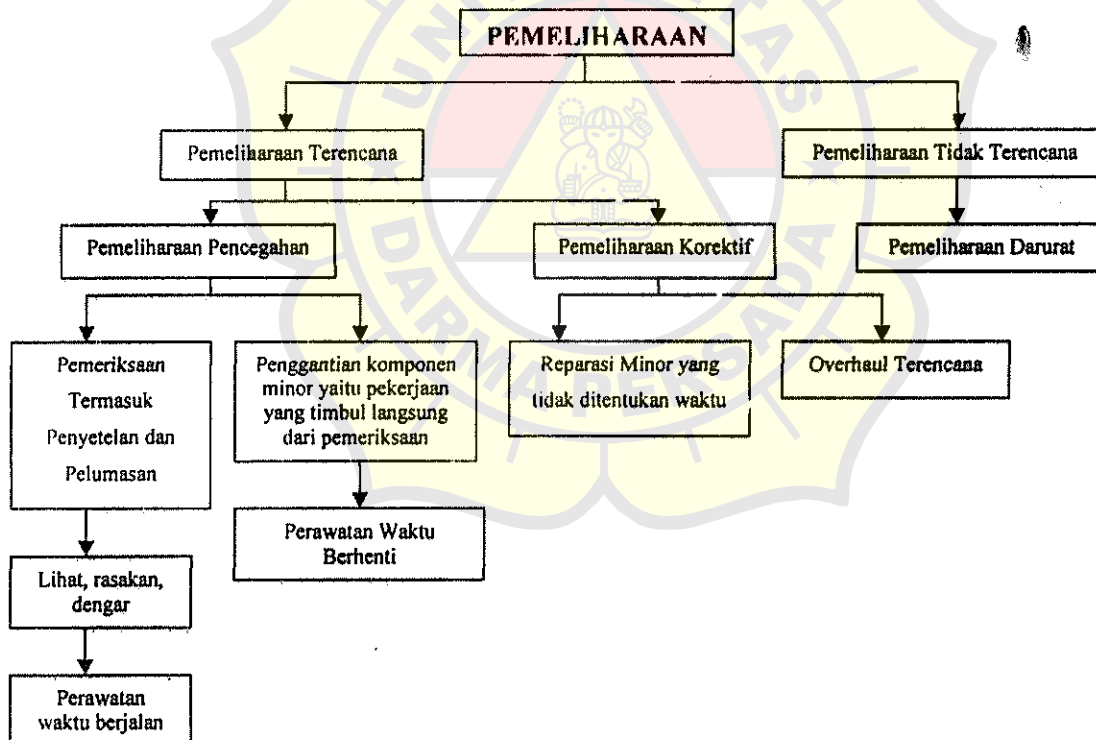 PEMELIHARAAN
Pemeliharaan Terencana
Pemeliharaan Tidak Terencana
Pemeliharaan Pencegahan
Pemeliharaan Korektif
Pemeliharaan Darurat
Pemeriksaan
Termasuk
Penyetelan dan
Pelumasan
Penggantian komponen
minor yaitu pekerjaan
yang timbul langsung
dari pemeriksaan
Reparasi Minor yang
tidak ditentukan waktu
Overhaul Terencana
Perawatan Waktu
Berhenti
Lihat, rasakan,
dengar
Perawatan
waktu berjalan
DARMA PERSADA